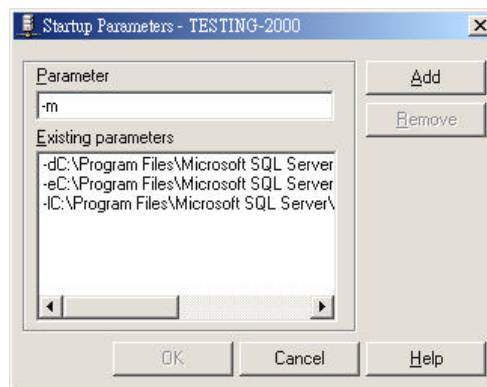 Startup Parameters - TESTING-2000
Parameter
Add
-m
Remove
Existing parameters
-dC:\Program Files\Microsoft SQL Server
-eC:\Program Files\Microsoft SQL Server
-lC:\Program Files\Microsoft SQL Server\
OK
Cancel
Help